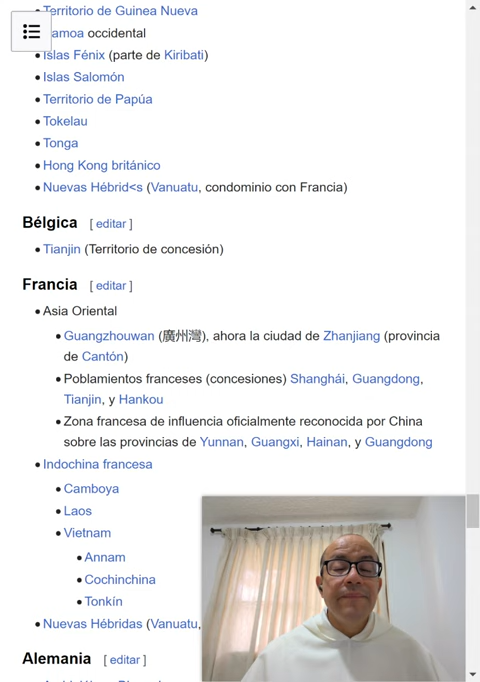 Territorio de Guinea Nueva
amoa occidental
Islas Fénix (parte de Kiribati)
Islas Salomón
Territorio de Papúa
Tokelau
Tonga
Hong Kong británico
Nuevas Hébrid<s (Vanuatu, condominio con Francia)
Bélgica [ editar ]
Tianjin (Territorio de concesión)
Francia [ editar ]
Asia Oriental
Guangzhouwan (廣州灣), ahora la ciudad de Zhanjiang (provincia
de Cantón)
Poblamientos franceses (concesiones) Shanghái, Guangdong,
Tianjin, y Hankou
Zona francesa de influencia oficialmente reconocida por China
sobre las provincias de Yunnan, Guangxi, Hainan, y Guangdong
Indochina francesa
Camboya
Laos
Vietnam
Annam
Cochinchina
Tonkín
Nuevas Hébridas (Vanuatu,
Alemania [ editar ]